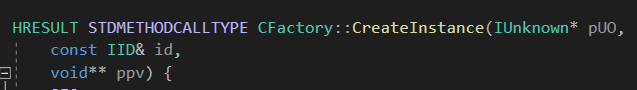 HRESULT STDMETHODCALLTYPE CFactory::CreateInstance(IUnknown* pUO,
const IID& id,
void** ppv) {